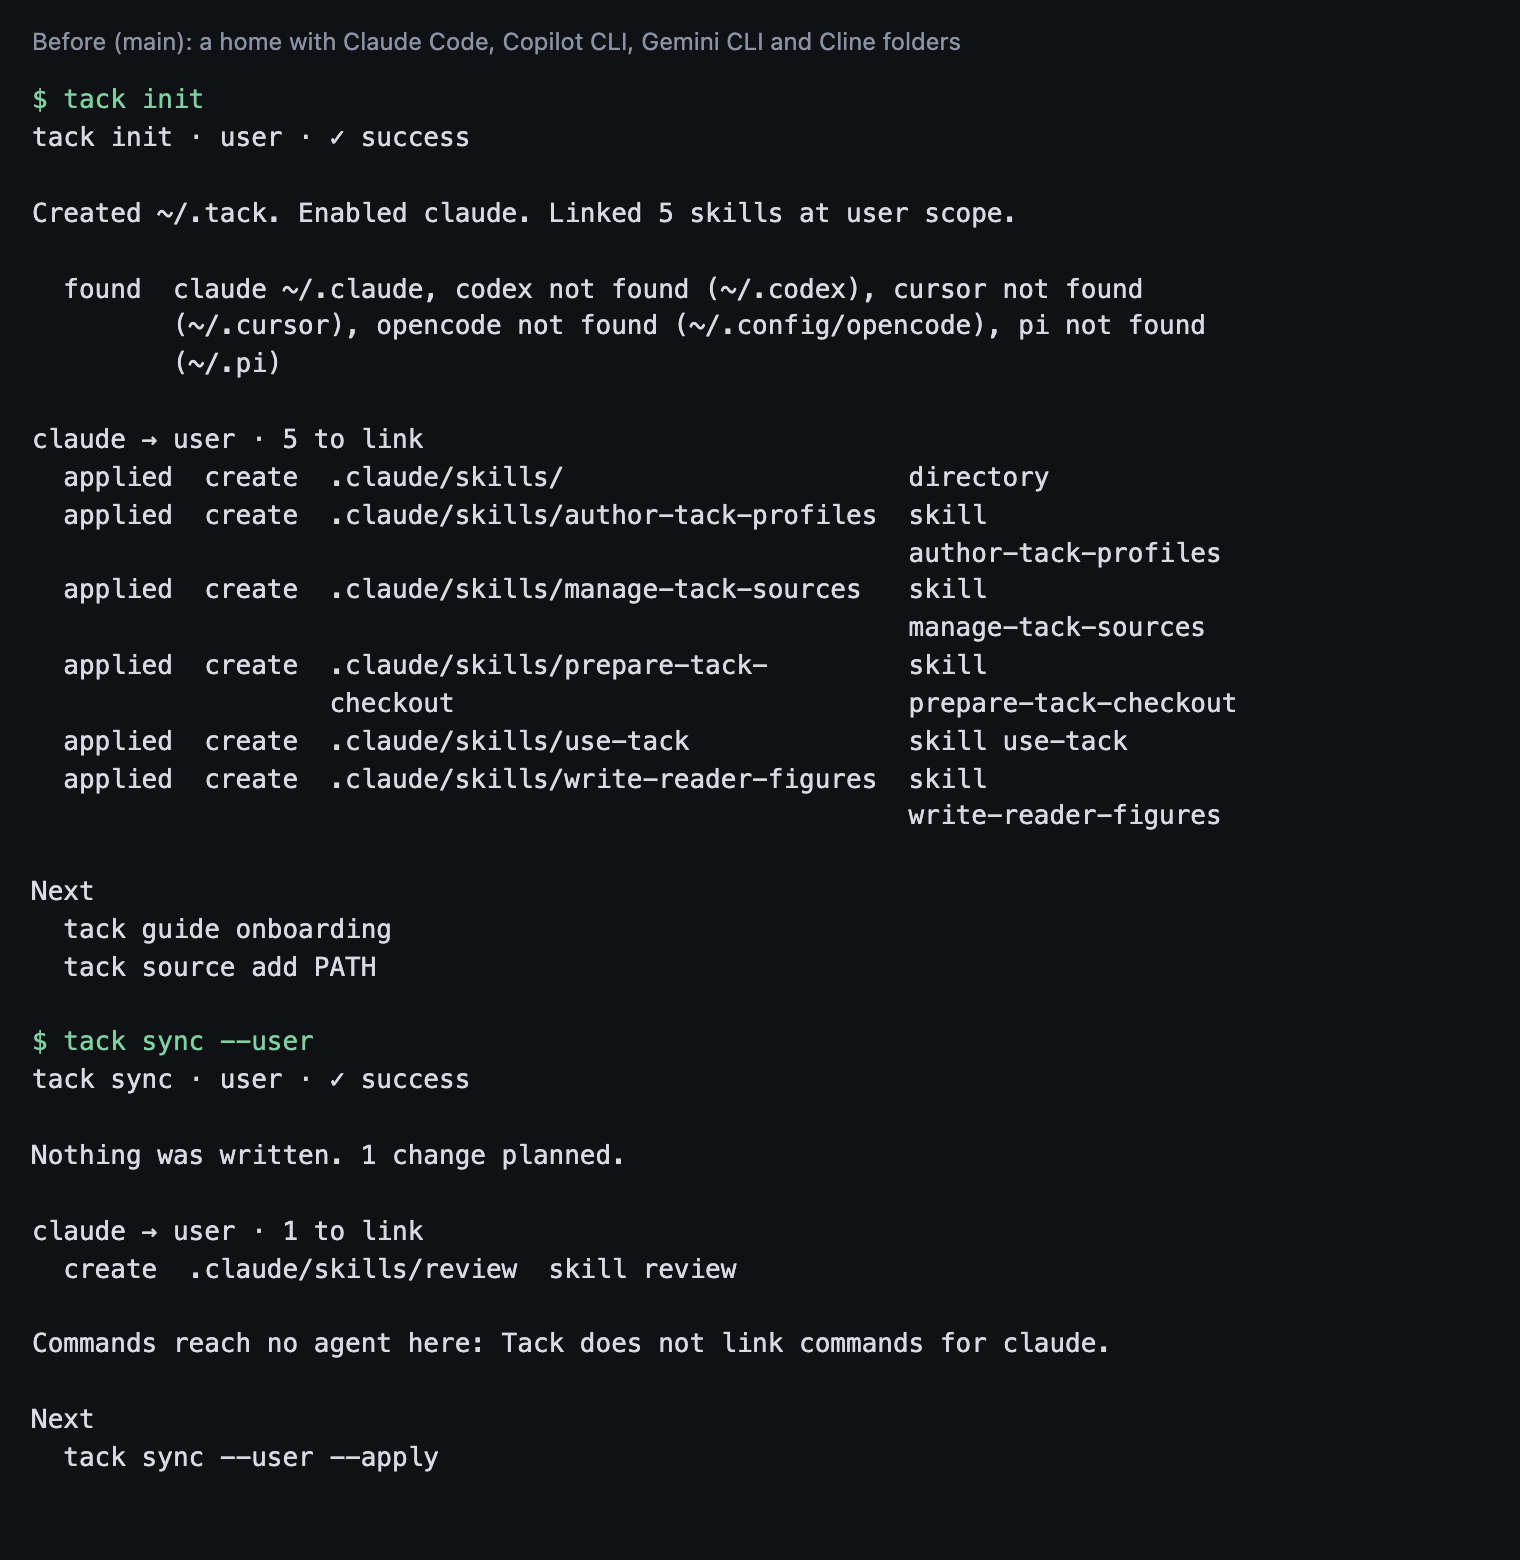 Before (main): a home with Claude Code, Copilot CLI, Gemini CLI and Cline folders
$ tack init
tack init · user · ✓ success
Created ~/.tack. Enabled claude. Linked 5 skills at user scope.
found  claude ~/.claude, codex not found (~/.codex), cursor not found
(~/.cursor), opencode not found (~/.config/opencode), pi not found
(~/.pi)
claude → user · 5 to link
applied  create  .claude/skills/  directory
applied  create  .claude/skills/author-tack-profiles  skill
author-tack-profiles
applied  create  .claude/skills/manage-tack-sources  skill
manage-tack-sources
applied  create  .claude/skills/prepare-tack-  skill
checkout  prepare-tack-checkout
applied  create  .claude/skills/use-tack  skill use-tack
applied  create  .claude/skills/write-reader-figures  skill
write-reader-figures
Next
tack guide onboarding
tack source add PATH
$ tack sync --user
tack sync · user · ✓ success
Nothing was written. 1 change planned.
claude → user · 1 to link
create  .claude/skills/review  skill review
Commands reach no agent here: Tack does not link commands for claude.
Next
tack sync --user --apply